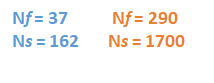 Nf = 37 Nf = 290
Ns = 162 Ns = 1700